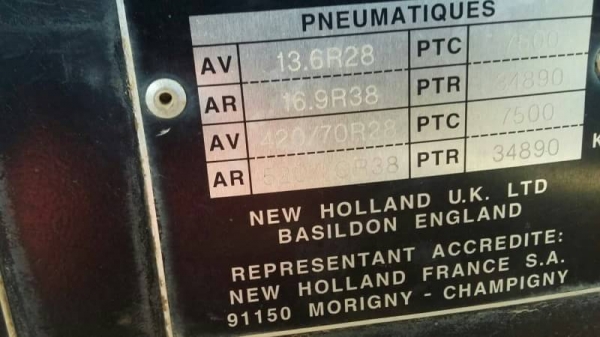 PNEUMATIQUES
AV 13.6R28 PTC 7500
AR 16.9R38 PTR 34890
AV 420/70R28 PTC 7500
AR PTR 34890 K
NEW HOLLAND U.K. LTD
BASILDON ENGLAND
REPRESENTANT ACCREDITE:
NEW HOLLAND FRANCE S.A.
91150 MORIGNY - CHAMPIGNY